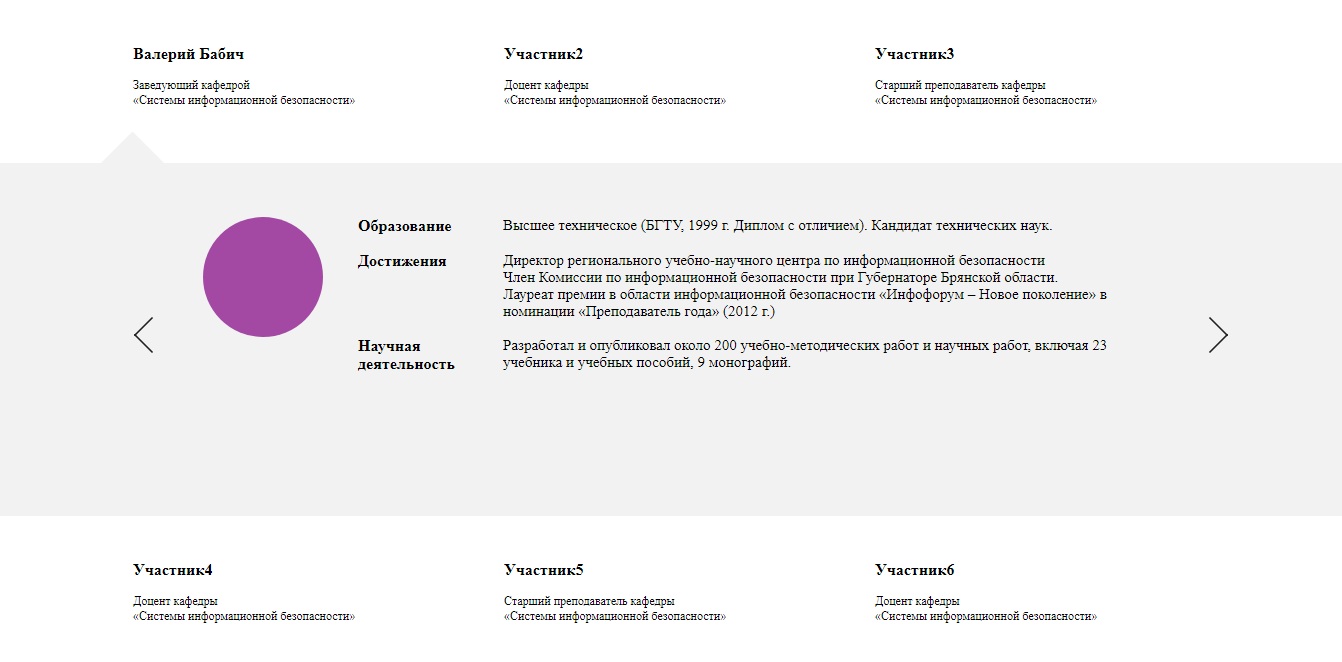 Валерий Бабич
Заведующий кафедрой
«Системы информационной безопасности»
Участник2
Доцент кафедры
«Системы информационной безопасности»
Участник3
Старший преподаватель кафедры
«Системы информационной безопасности»
Образование
Высшее техническое (БГТУ, 1999 г. Диплом с отличием). Кандидат технических наук.
Достижения
Директор регионального учебно-научного центра по информационной безопасности
Член Комиссии по информационной безопасности при Губернаторе Брянской области.
Лауреат премии в области информационной безопасности «Инфофорум – Новое поколение» в
номинации «Преподаватель года» (2012 г.)
Научная
деятельность
Разработал и опубликовал около 200 учебно-методических работ и научных работ, включая 23
учебника и учебных пособий, 9 монографий.
Участник4
Доцент кафедры
«Системы информационной безопасности»
Участник5
Старший преподаватель кафедры
«Системы информационной безопасности»
Участник6
Доцент кафедры
«Системы информационной безопасности»